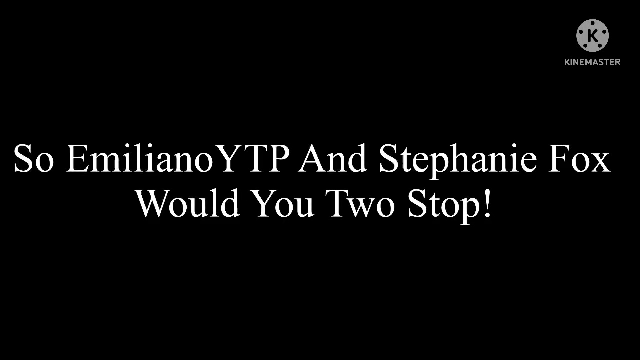 K
KINEMASTER
So EmilianoYTP And Stephanie Fox
Would You Two Stop!